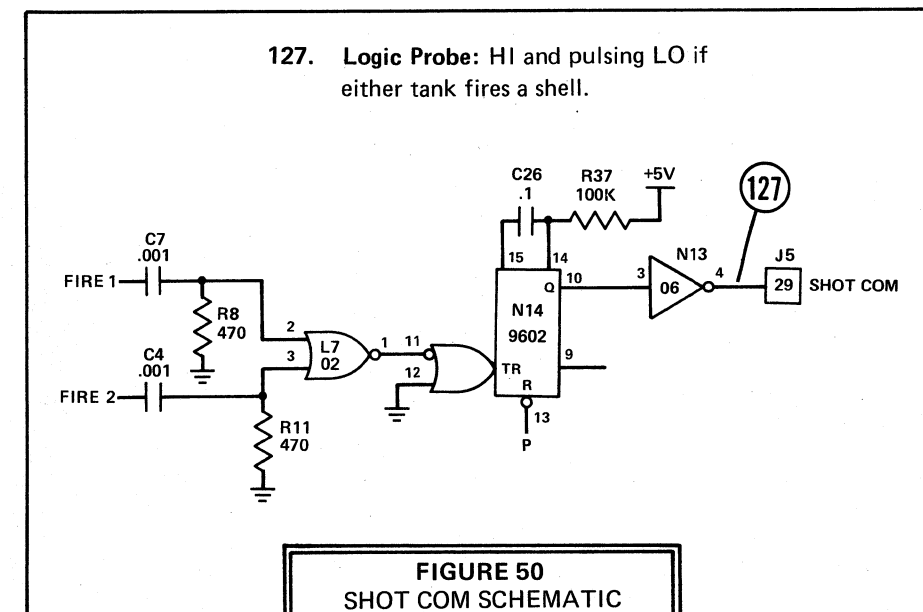 127. Logic Probe: HI and pulsing LO if
either tank fires a shell.
C26
.1
R37
100K
+5V
127
C7
.001
FIRE 1
R8
470
15
14
Q
10
N14
9602
3
N13
06
4
J5
29
SHOT COM
2
3
L7
02
1
11
12
TR
R
9
13
P
C4
.001
FIRE 2
R11
470
FIGURE 50
SHOT COM SCHEMATIC